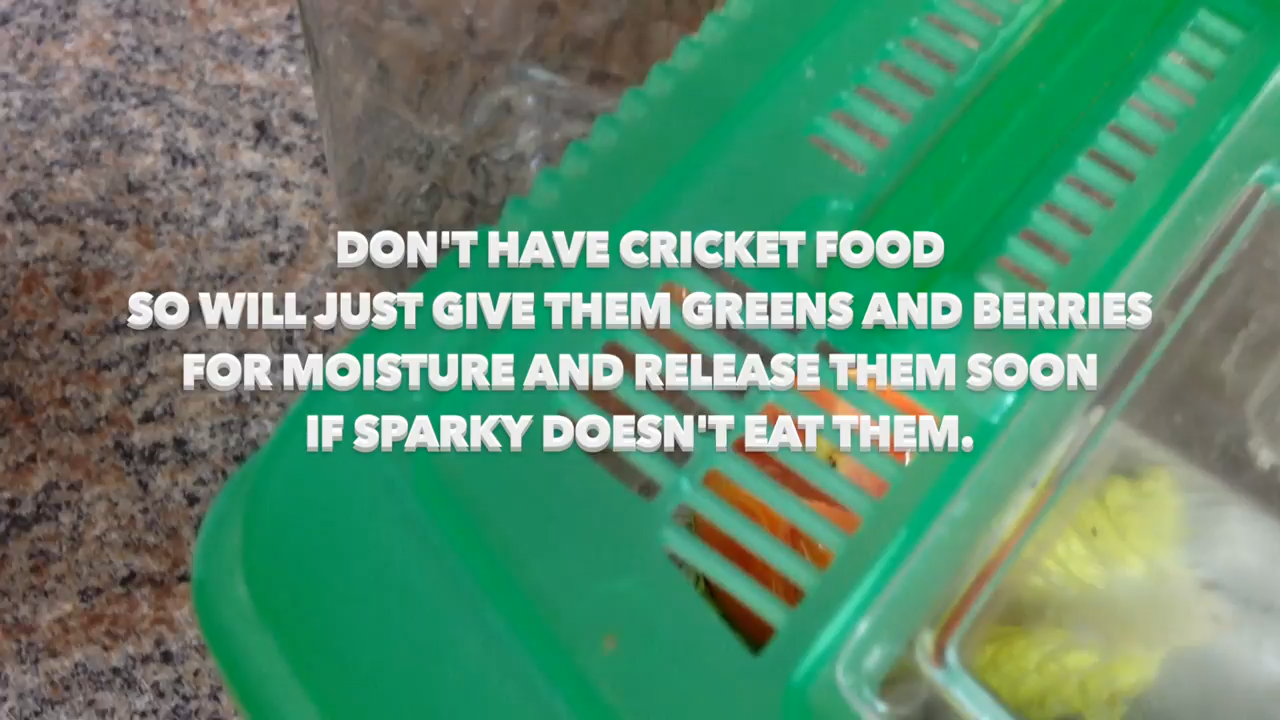 DON'T HAVE CRICKET FOOD
SO WILL JUST GIVE THEM GREENS AND BERRIES
FOR MOISTURE AND RELEASE THEM SOON
IF SPARKY DOESN'T EAT THEM.